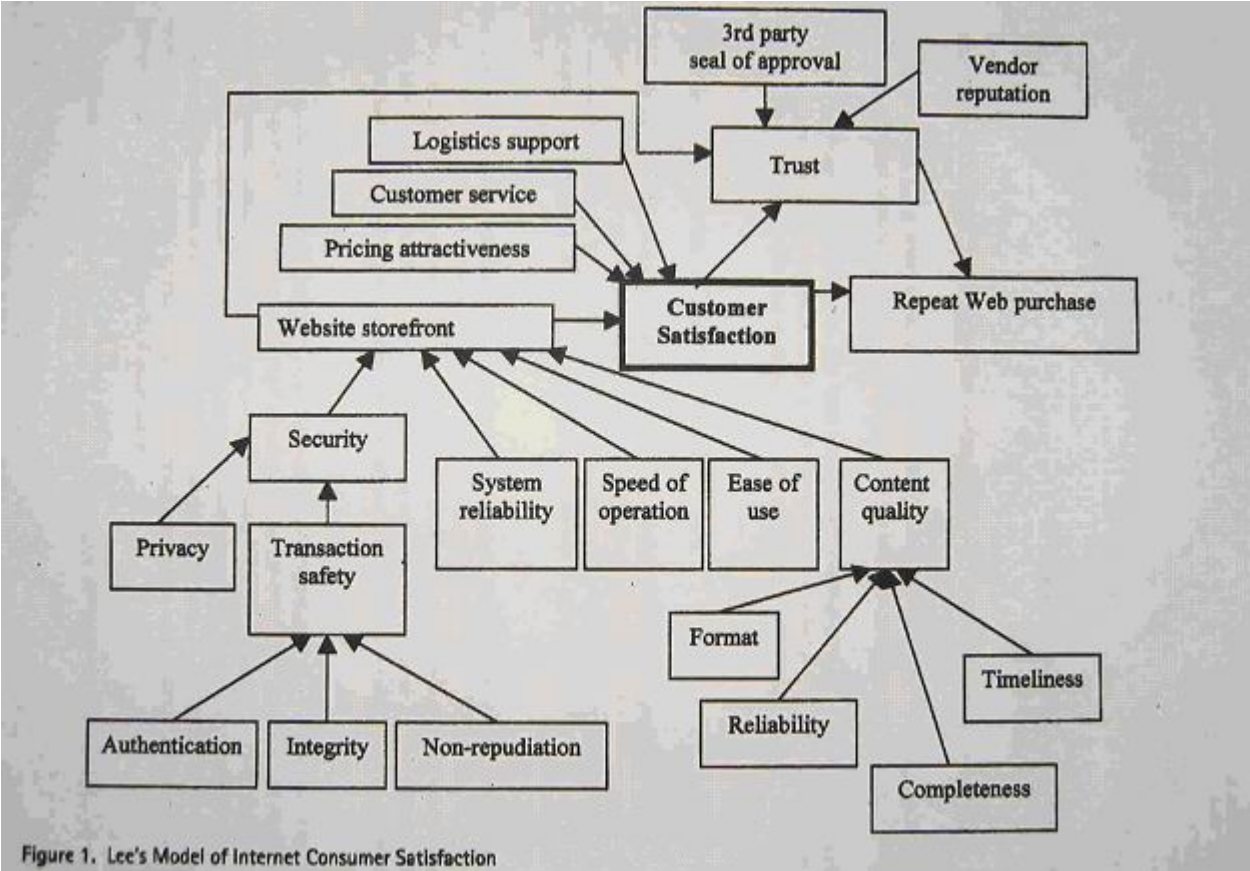 3rd party
seal of approval
Vendor
reputation
Logistics support
Trust
Customer service
Pricing attractiveness
Customer
Satisfaction
Repeat Web purchase
Website storefront
Security
System
reliability
Speed of
operation
Ease of
use
Content
quality
Privacy
Transaction
safety
Format
Timeliness
Reliability
Authentication
Integrity
Non-repudiation
Completeness
Figure 1. Lee's Model of Internet Consumer Satisfaction